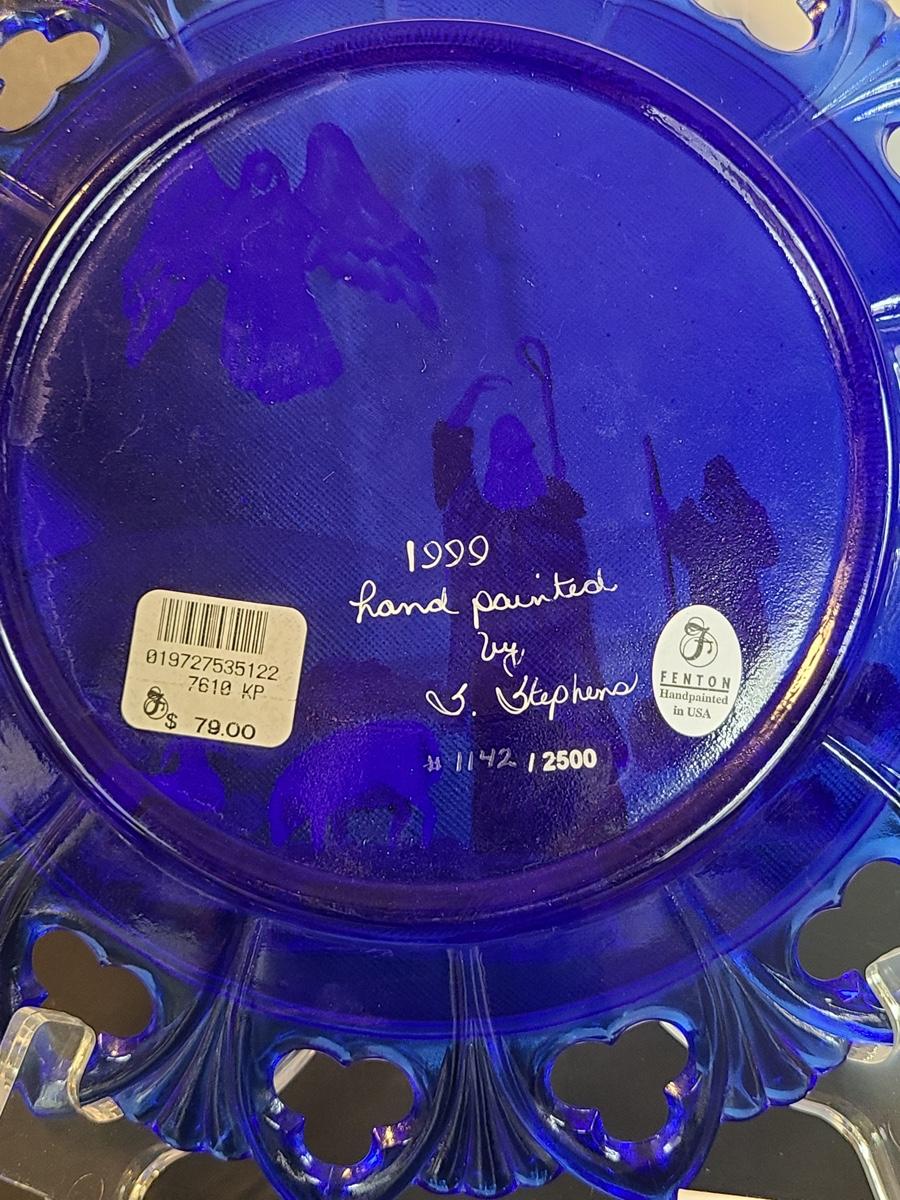 1999
hand painted
by
S. Stephens
# 1142 / 2500
019727535122
7610 KP
$ 79.00
F
FENTON
Handpainted
in USA